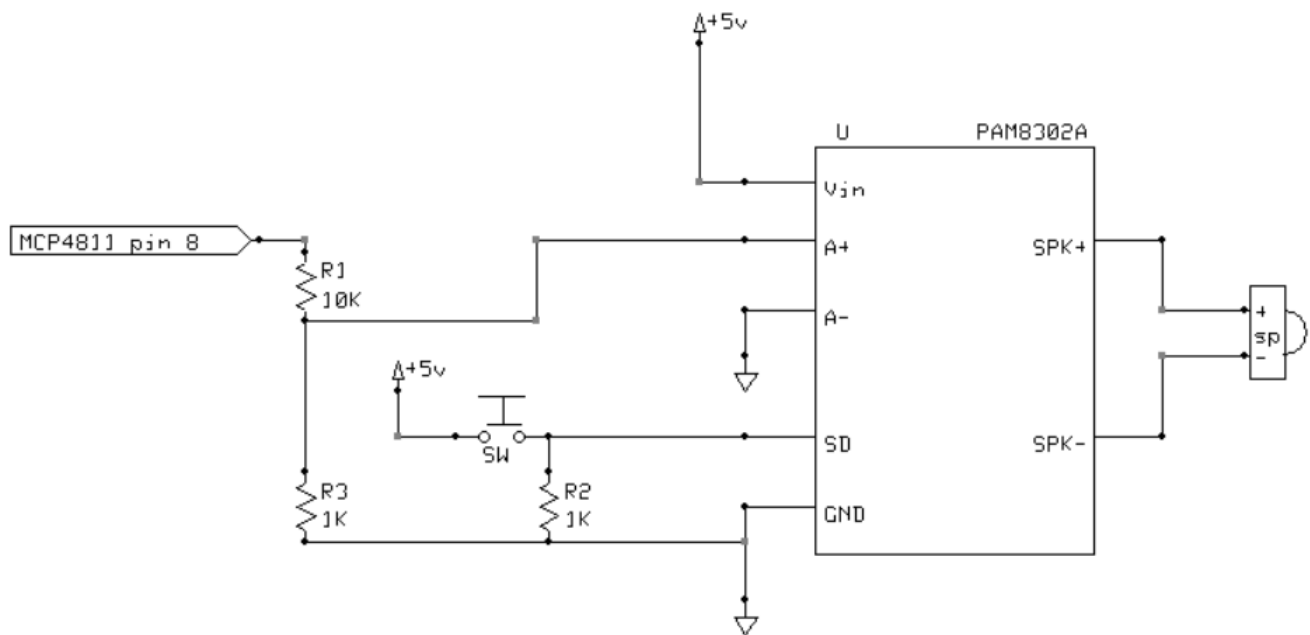 +5v
U PAM8302A
Vin
MCP4811 pin 8
A+ SPK+
R1
10K
A-
+ sp -
+5v
SW
SD SPK-
R3
1K
R2
1K
GND